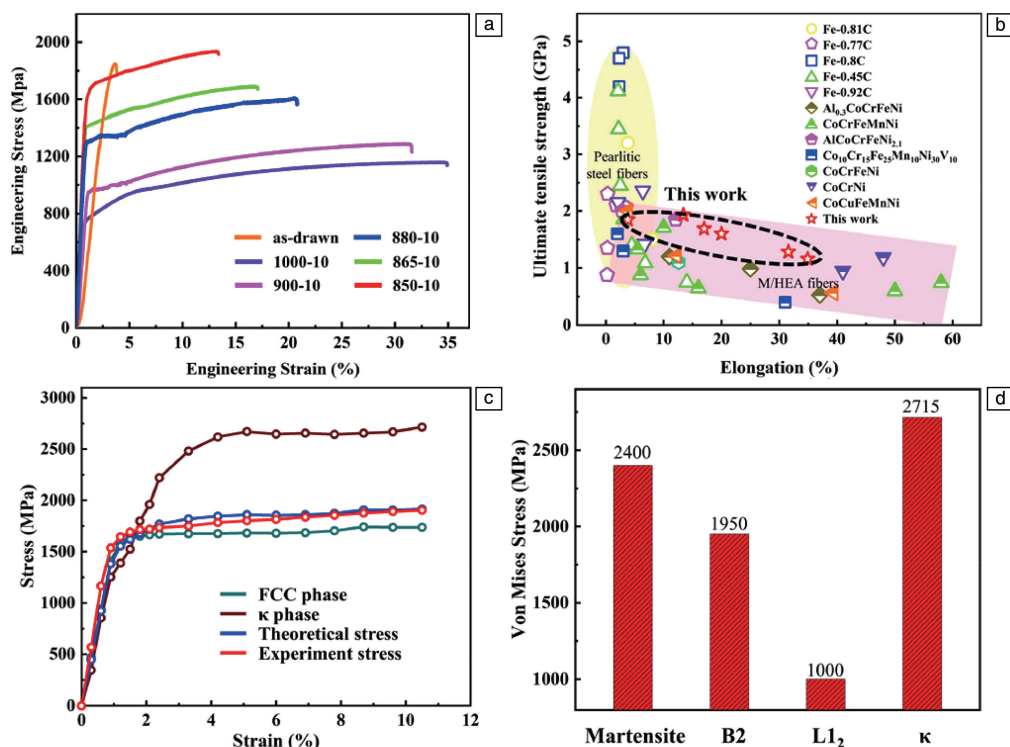 a
Engineering Stress (Mpa)
2000
1600
1200
800
400
0
as-drawn
1000-10
900-10
880-10
865-10
850-10
0 5 10 15 20 25 30 35
Engineering Strain (%)
b
Ultimate tensile strength (GPa)
5
4
3
2
1
0
Pearlitic
steel fibers
This work
M/HEA fibers
Fe-0.81C
Fe-0.77C
Fe-0.8C
Fe-0.45C
Fe-0.92C
Al0.3CoCrFeNi
CoCrFeMnNi
AlCoCrFeNi2.1
Co10Cr15Fe25Mn10Ni30V10
CoCrFeNi
CoCrNi
CoCuFeMnNi
This work
0 10 20 30 40 50 60
Elongation (%)
c
Stress (MPa)
3000
2500
2000
1500
1000
500
0
FCC phase
κ phase
Theoretical stress
Experiment stress
0 2 4 6 8 10 12
Strain (%)
d
Von Mises Stress (MPa)
2500
2000
1500
1000
2400
1950
1000
2715
Martensite B2 L12 κ